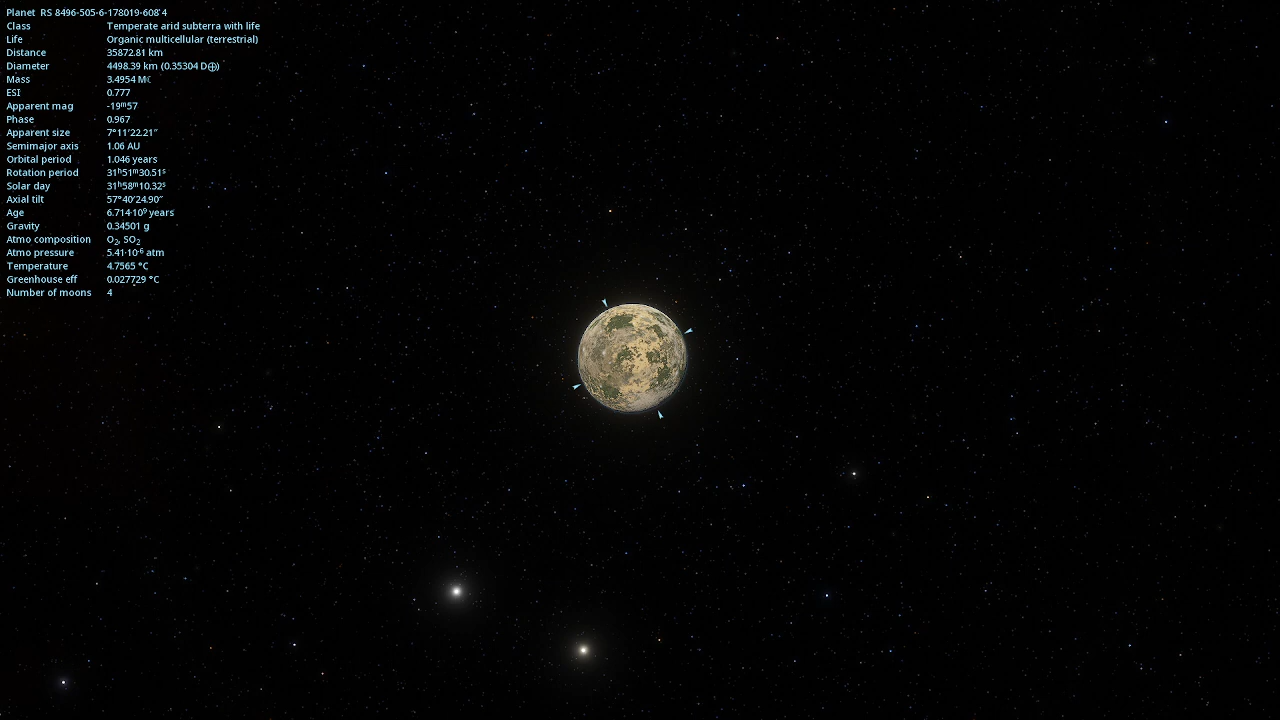 Planet RS 8496-505-6-178019-608 4
Class Temperate arid subterra with life
Life Organic multicellular (terrestrial)
Distance 35872.81 km
Diameter 4498.39 km (0.35304 D⊕)
Mass 3.4954 M☾
ESI 0.777
Apparent mag -19ᵐ57
Phase 0.967
Apparent size 7°11'22.21"
Semimajor axis 1.06 AU
Orbital period 1.046 years
Rotation period 31ʰ51ᵐ30.51ˢ
Solar day 31ʰ58ᵐ10.32ˢ
Axial tilt 57°40'24.90"
Age 6.714·10⁹ years
Gravity 0.34501 g
Atmo composition O₂, SO₂
Atmo pressure 5.41·10⁻⁶ atm
Temperature 4.7565 °C
Greenhouse eff 0.027729 °C
Number of moons 4